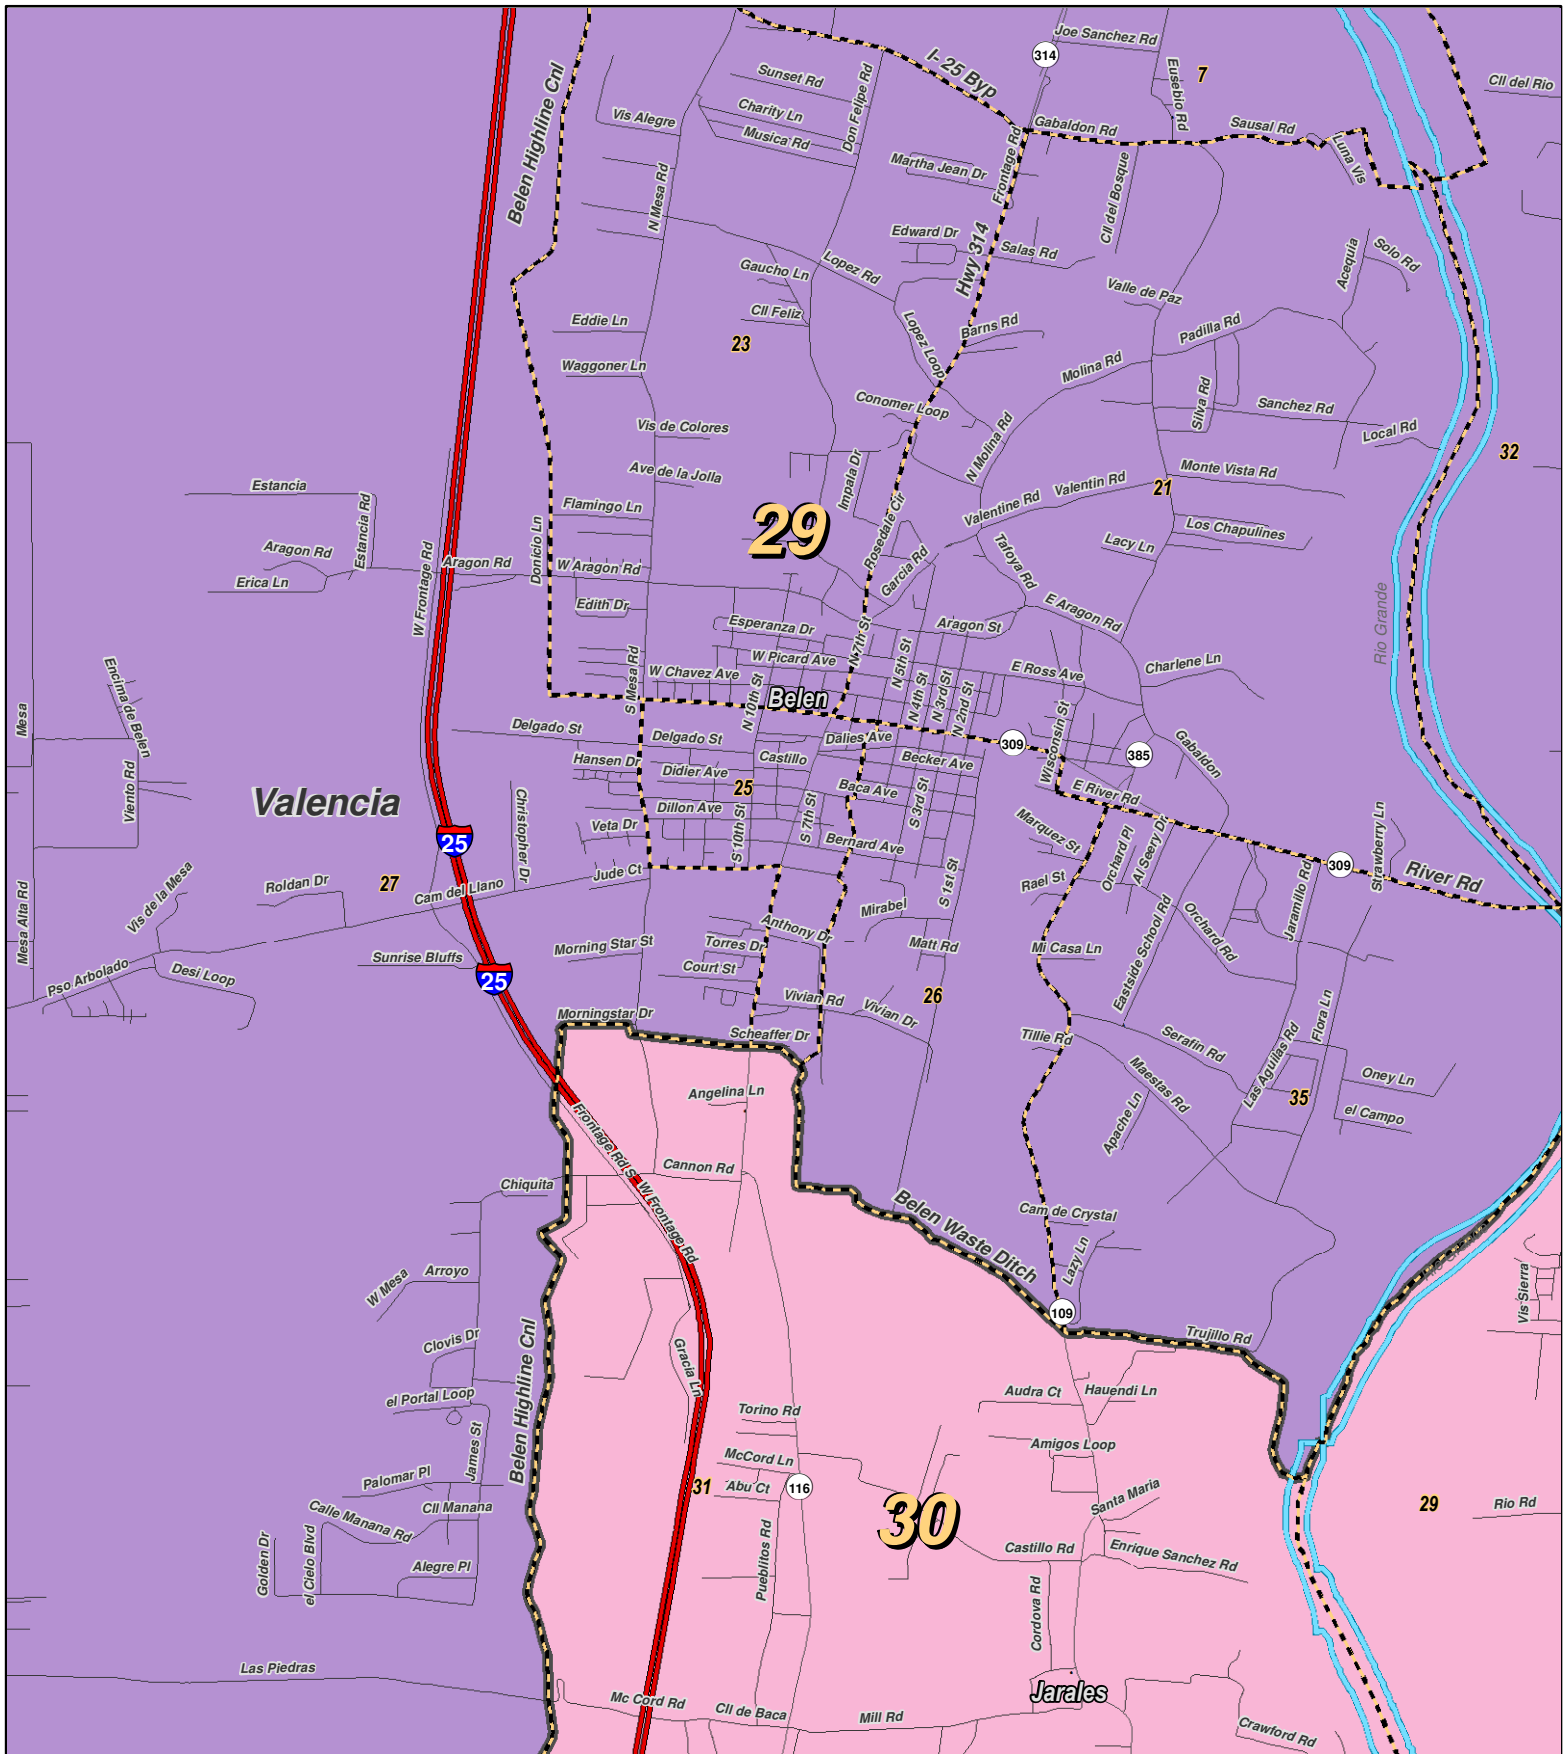 Joe Sanchez Rd
314
I- 25 Byp
7
Cll del Rio
Sunset Rd
Don Felipe Rd
Eusebio Rd
Belen Highline Cnl
Charity Ln
Vis Alegre
Musica Rd
Gabaldon Rd
Sausal Rd
Luna Vis
Frontage Rd
Martha Jean Dr
N Mesa Rd
Cll del Bosque
Edward Dr
Hwy 314
Salas Rd
Acequia
Solo Rd
Gaucho Ln
Lopez Rd
Valle de Paz
Cll Feliz
Eddie Ln
Lopez Loop
Barns Rd
Padilla Rd
23
Waggoner Ln
Molina Rd
Silva Rd
Conomer Loop
Sanchez Rd
Vis de Colores
N Molina Rd
Local Rd
32
Ave de la Jolla
Impala Dr
Monte Vista Rd
Estancia
Valentin Rd
21
Flamingo Ln
Valentine Rd
29
Rosedale Cir
Los Chapulines
Estancia Rd
Donicio Ln
Aragon Rd
Lacy Ln
Aragon Rd
W Aragon Rd
Garcia Rd
Tafoya Rd
Erica Ln
W Frontage Rd
Edith Dr
E Aragon Rd
Rio Grande
Esperanza Dr
N 7th St
Aragon St
W Picard Ave
N 5th St
E Ross Ave
Charlene Ln
Encima de Belen
S Mesa Rd
W Chavez Ave
N 10th St
Belen
N 4th St
N 3rd St
N 2nd St
Mesa
Delgado St
Delgado St
Dalies Ave
309
Wisconsin St
385
Gabaldon
Hansen Dr
Didier Ave
Castillo
Becker Ave
Valencia
Viento Rd
25
Baca Ave
E River Rd
Christopher Dr
Dillon Ave
S 7th St
S 3rd St
Marquez St
Strawberry Ln
Veta Dr
S 10th St
Bernard Ave
Orchard Pl
Al Seery Dr
25
309
River Rd
Jude Ct
27
Roldan Dr
Cam del Llano
Rael St
S 1st St
Mesa Alta Rd
Vis de la Mesa
Mirabel
Jaramillo Rd
Anthony Dr
Orchard Rd
Eastside School Rd
Sunrise Bluffs
Morning Star St
Torres Dr
Matt Rd
Mi Casa Ln
Pso Arbolado
Desi Loop
25
Court St
26
Vivian Rd
Vivian Dr
Flora Ln
Morningstar Dr
Scheaffer Dr
Tillie Rd
Serafin Rd
Las Aguilas Rd
Maestas Rd
Oney Ln
Angelina Ln
35
Apache Ln
el Campo
Frontage Rd S
Cannon Rd
Chiquita
W Frontage Rd
Belen Waste Ditch
Cam de Crystal
Lazy Ln
Arroyo
W Mesa
Vis Sierra
109
Trujillo Rd
Clovis Dr
Gracia Ln
Belen Highline Cnl
el Portal Loop
Audra Ct
Hauendi Ln
Torino Rd
James St
Amigos Loop
McCord Ln
Palomar Pl
31
Abu Ct
116
30
Santa Maria
29
Rio Rd
Calle Manana Rd
Cll Manana
Golden Dr
el Cielo Blvd
Alegre Pl
Pueblitos Rd
Castillo Rd
Enrique Sanchez Rd
Cordova Rd
Las Piedras
Jarales
Mc Cord Rd
Cll de Baca
Mill Rd
Crawford Rd